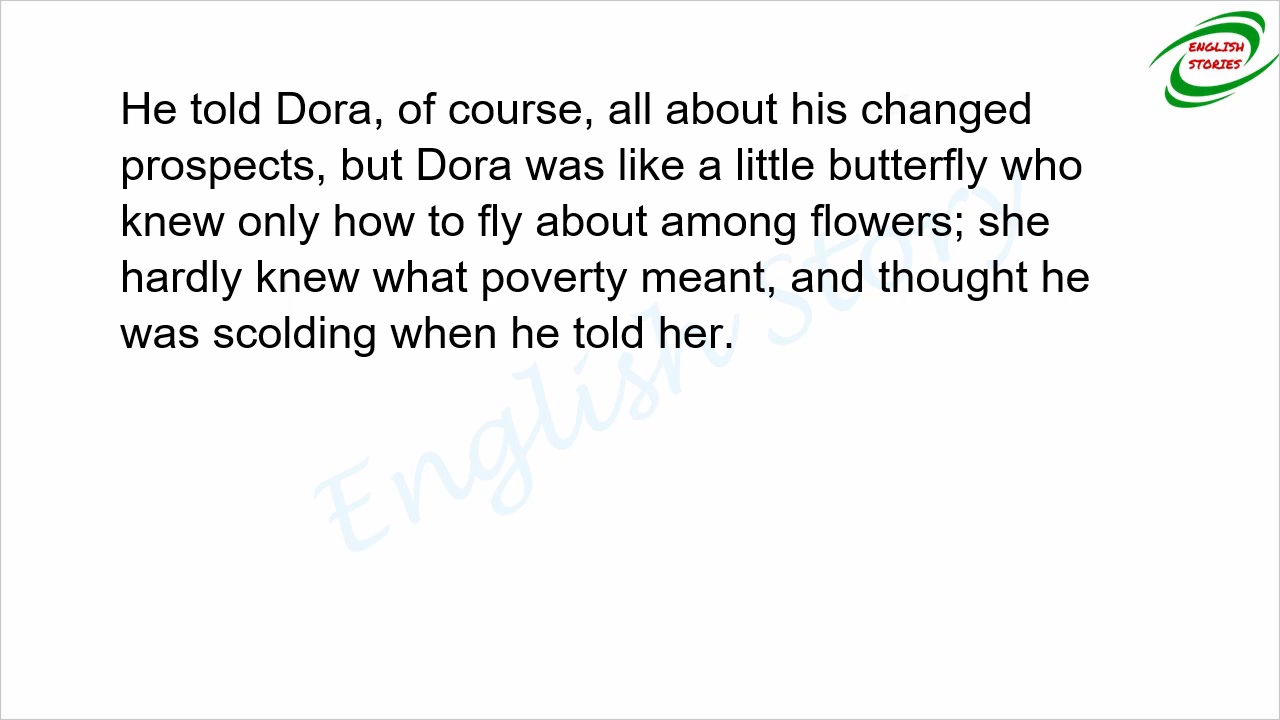 ENGLISH
STORIES
He told Dora, of course, all about his changed
prospects, but Dora was like a little butterfly who
knew only how to fly about among flowers; she
hardly knew what poverty meant, and thought he
was scolding when he told her.
English Story